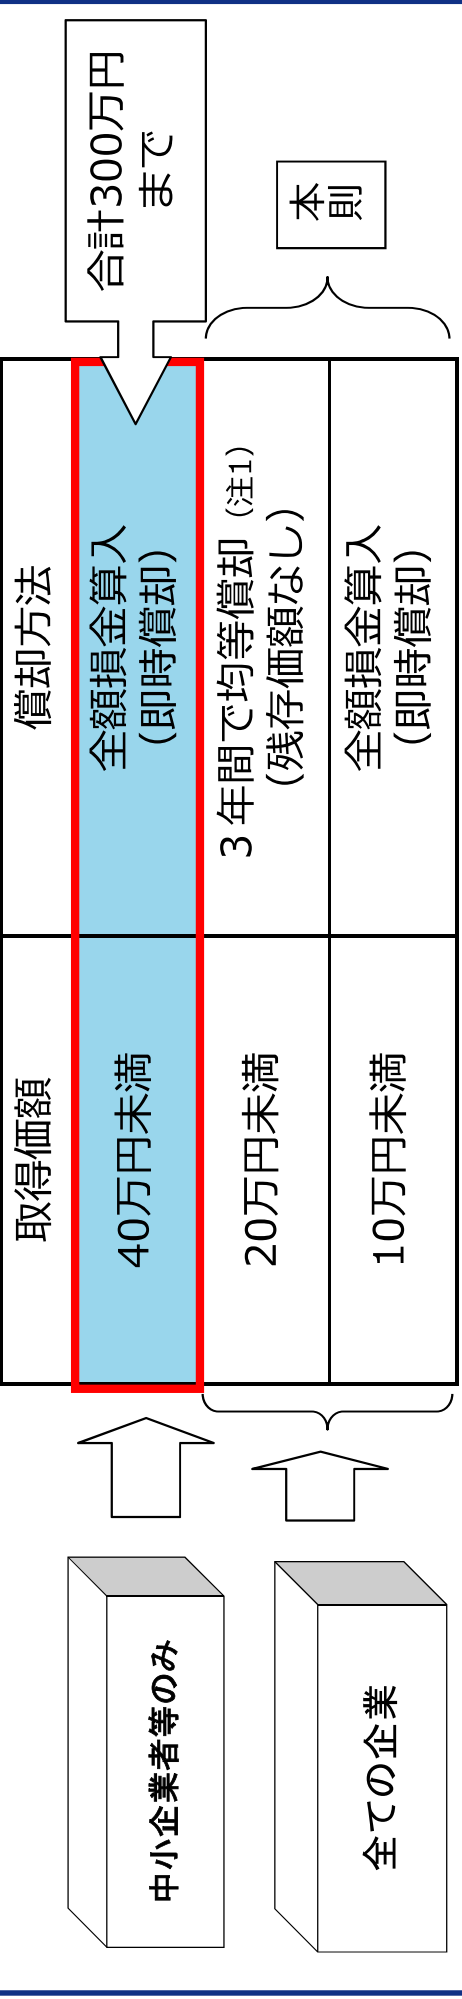 取得価額
償却方法
中小企業者等のみ
40万円未満
全額損金算入
(即時償却)
合計300万円
まで
全ての企業
20万円未満
３年間で均等償却（注1）
(残存価額なし)
10万円未満
全額損金算入
(即時償却)
本則